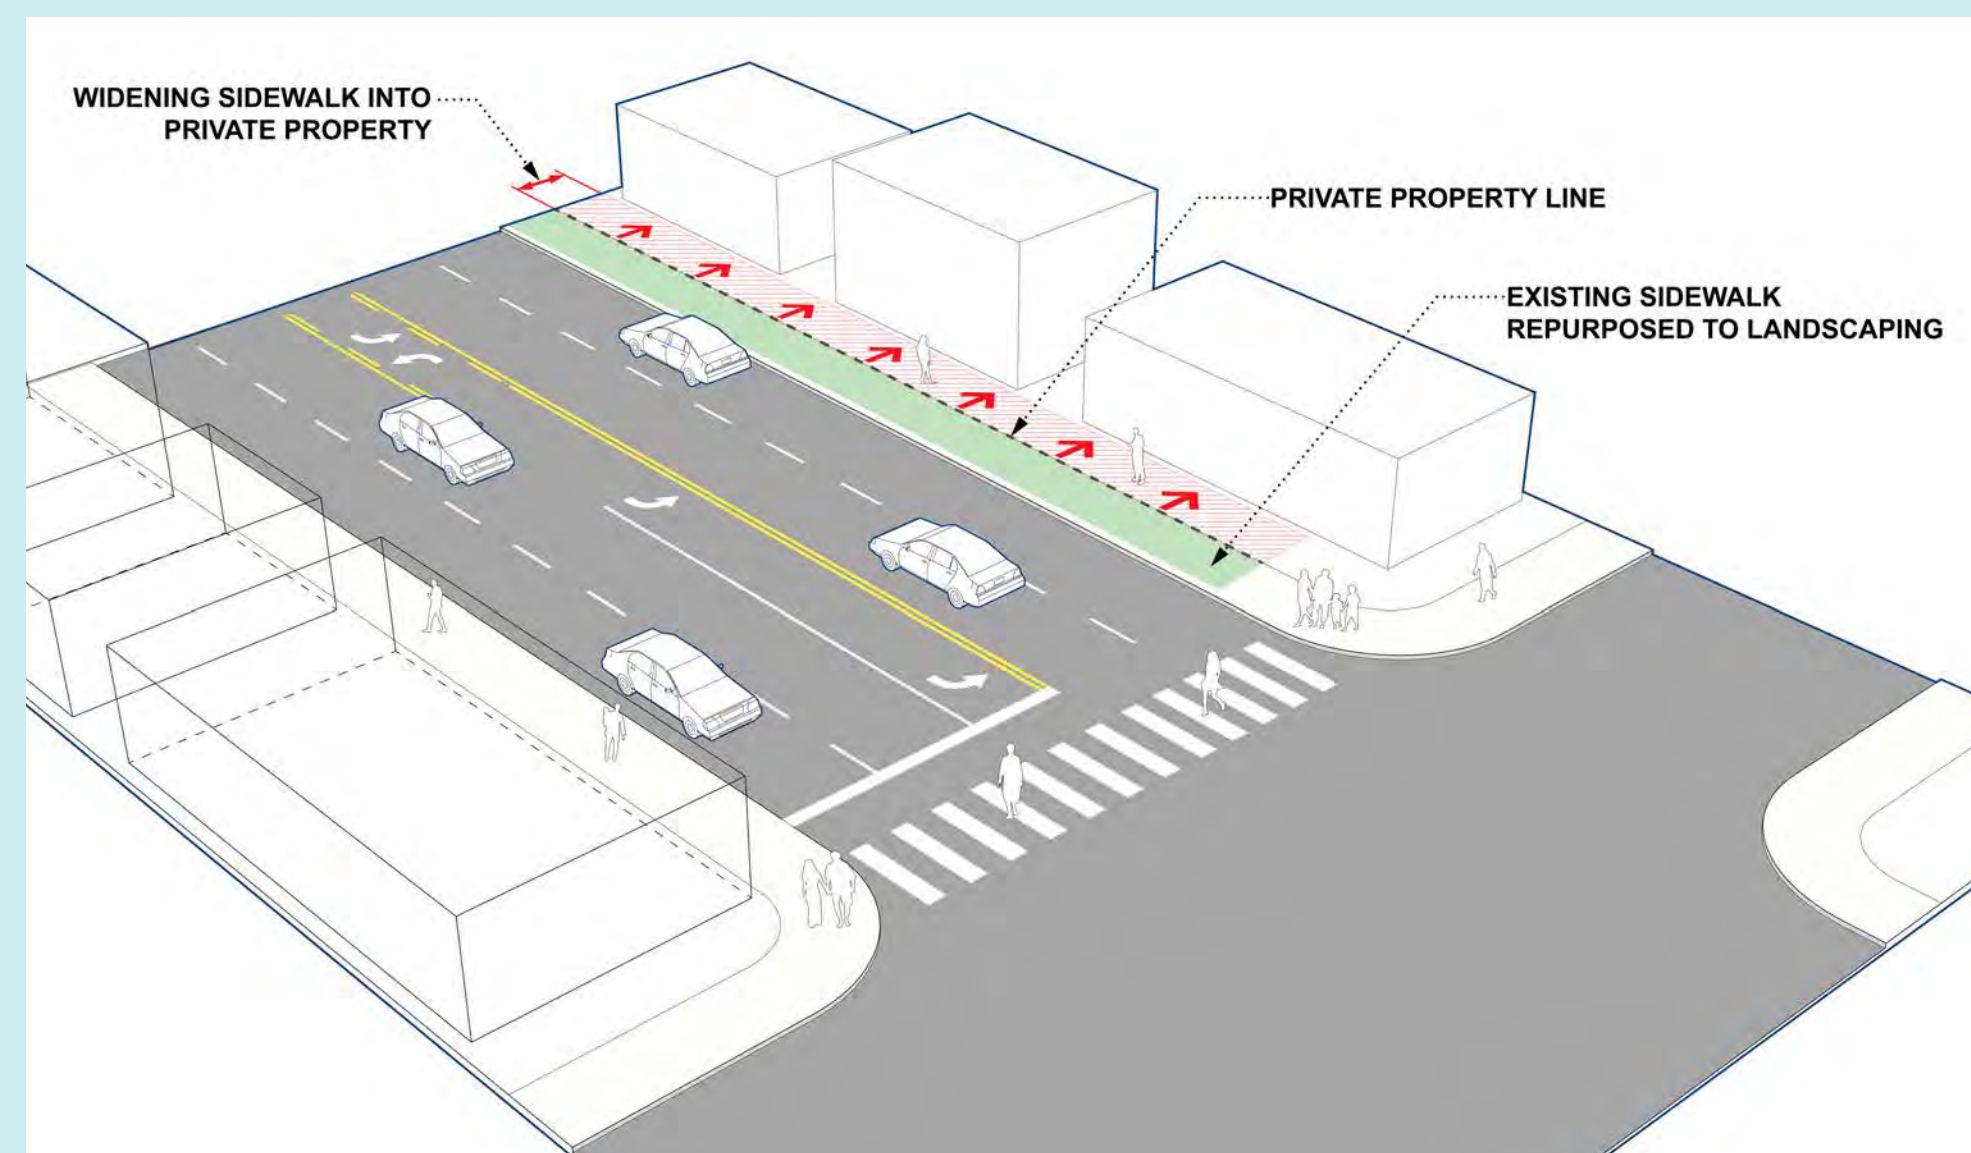 WIDENING SIDEWALK INTO
PRIVATE PROPERTY
PRIVATE PROPERTY LINE
EXISTING SIDEWALK
REPURPOSED TO LANDSCAPING